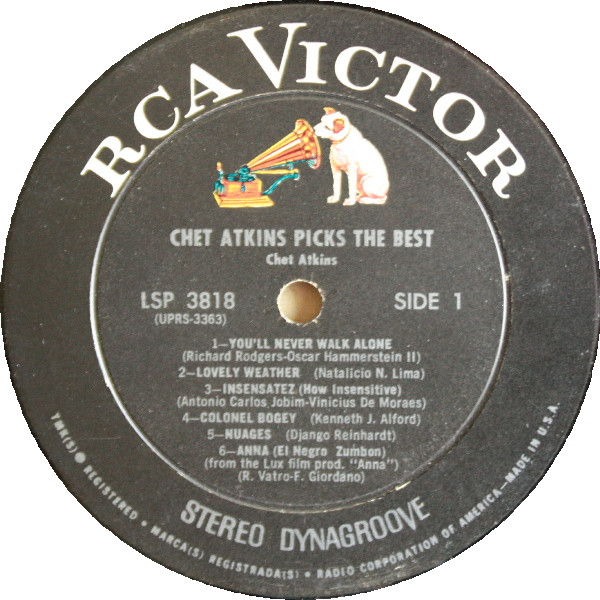 RCA VICTOR
CHET ATKINS PICKS THE BEST
Chet Atkins
LSP 3818
(UPRS-3363)
SIDE 1
1—YOU'LL NEVER WALK ALONE
(Richard Rodgers-Oscar Hammerstein II)
2—LOVELY WEATHER (Natalicio N. Lima)
3—INSENSATEZ (How Insensitive)
(Antonio Carlos Jobim-Vinicius De Moraes)
4—COLONEL BOGEY (Kenneth J. Alford)
5—NUAGES (Django Reinhardt)
6—ANNA (El Negro Zumbon)
(from the Lux film prod. "Anna")
(R. Vatro-F. Giordano)
STEREO DYNAGROOVE
TMK(S) ® REGISTERED • MARCA(S) REGISTRADA(S) • RADIO CORPORATION OF AMERICA—MADE IN U.S.A.